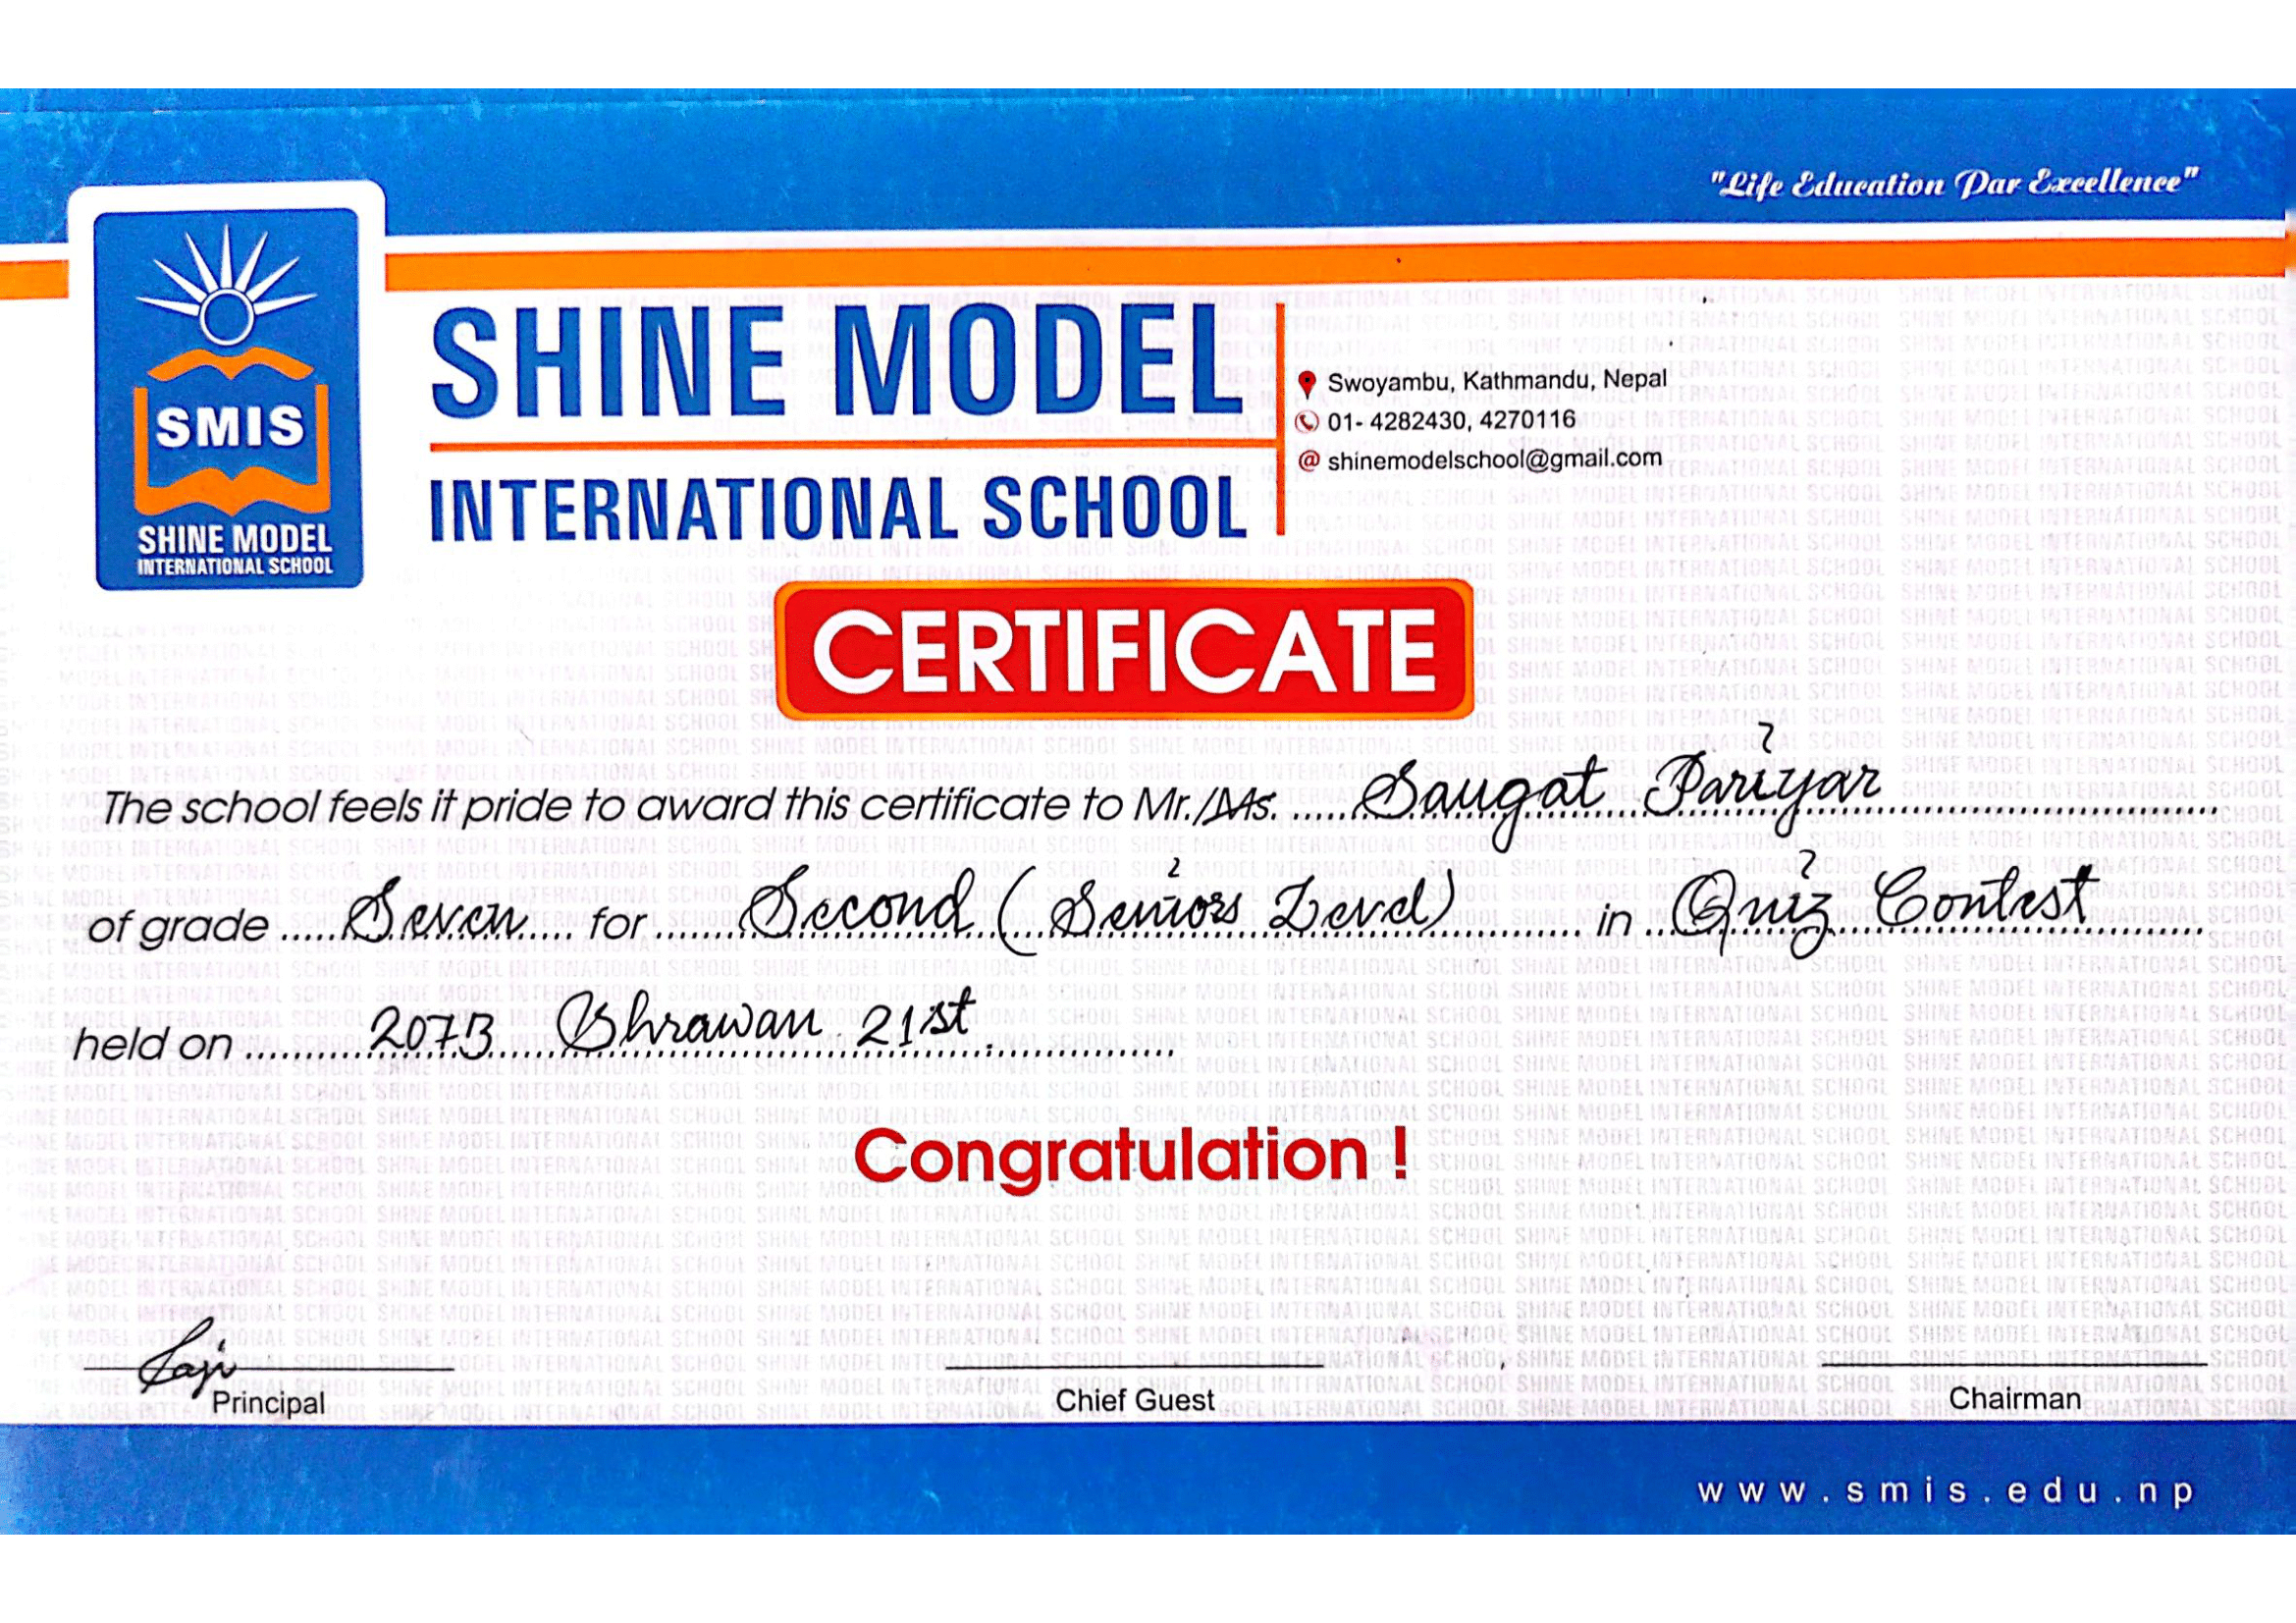 "Life Education Par Excellence"
SMIS
SHINE MODEL
INTERNATIONAL SCHOOL
SHINE MODEL
INTERNATIONAL SCHOOL
Swoyambu, Kathmandu, Nepal
01- 4282430, 4270116
@ shinemodelschool@gmail.com
CERTIFICATE
The school feels it pride to award this certificate to Mr./Ms. Saugat Pariyar
of grade Seven for Second (Seniors Level) in Quiz Contest
held on 2073 Shrawan 21st
Congratulation !
Principal
Chief Guest
Chairman
www.smis.edu.np